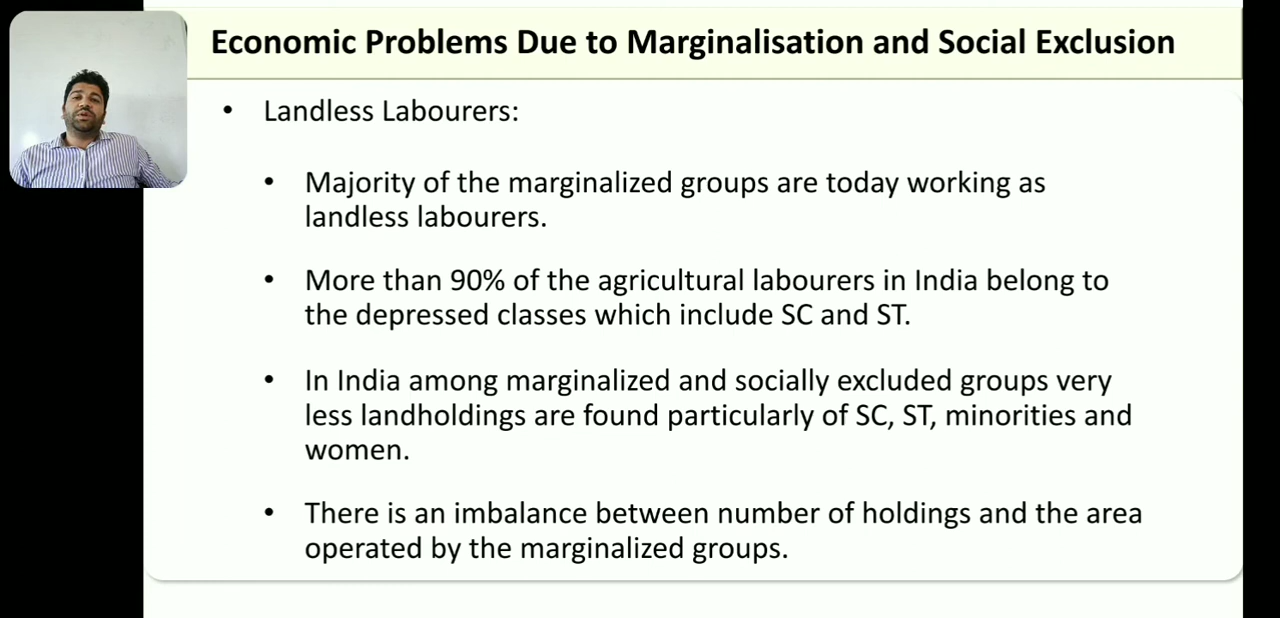 Economic Problems Due to Marginalisation and Social Exclusion
• Landless Labourers:
• Majority of the marginalized groups are today working as
landless labourers.
• More than 90% of the agricultural labourers in India belong to
the depressed classes which include SC and ST.
• In India among marginalized and socially excluded groups very
less landholdings are found particularly of SC, ST, minorities and
women.
• There is an imbalance between number of holdings and the area
operated by the marginalized groups.